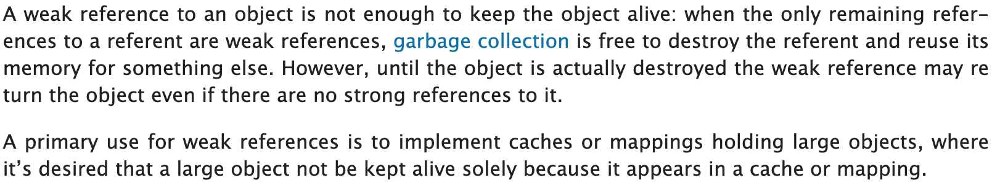 A weak reference to an object is not enough to keep the object alive: when the only remaining refer-
ences to a referent are weak references, garbage collection is free to destroy the referent and reuse its
memory for something else. However, until the object is actually destroyed the weak reference may re
turn the object even if there are no strong references to it.
A primary use for weak references is to implement caches or mappings holding large objects, where
it’s desired that a large object not be kept alive solely because it appears in a cache or mapping.